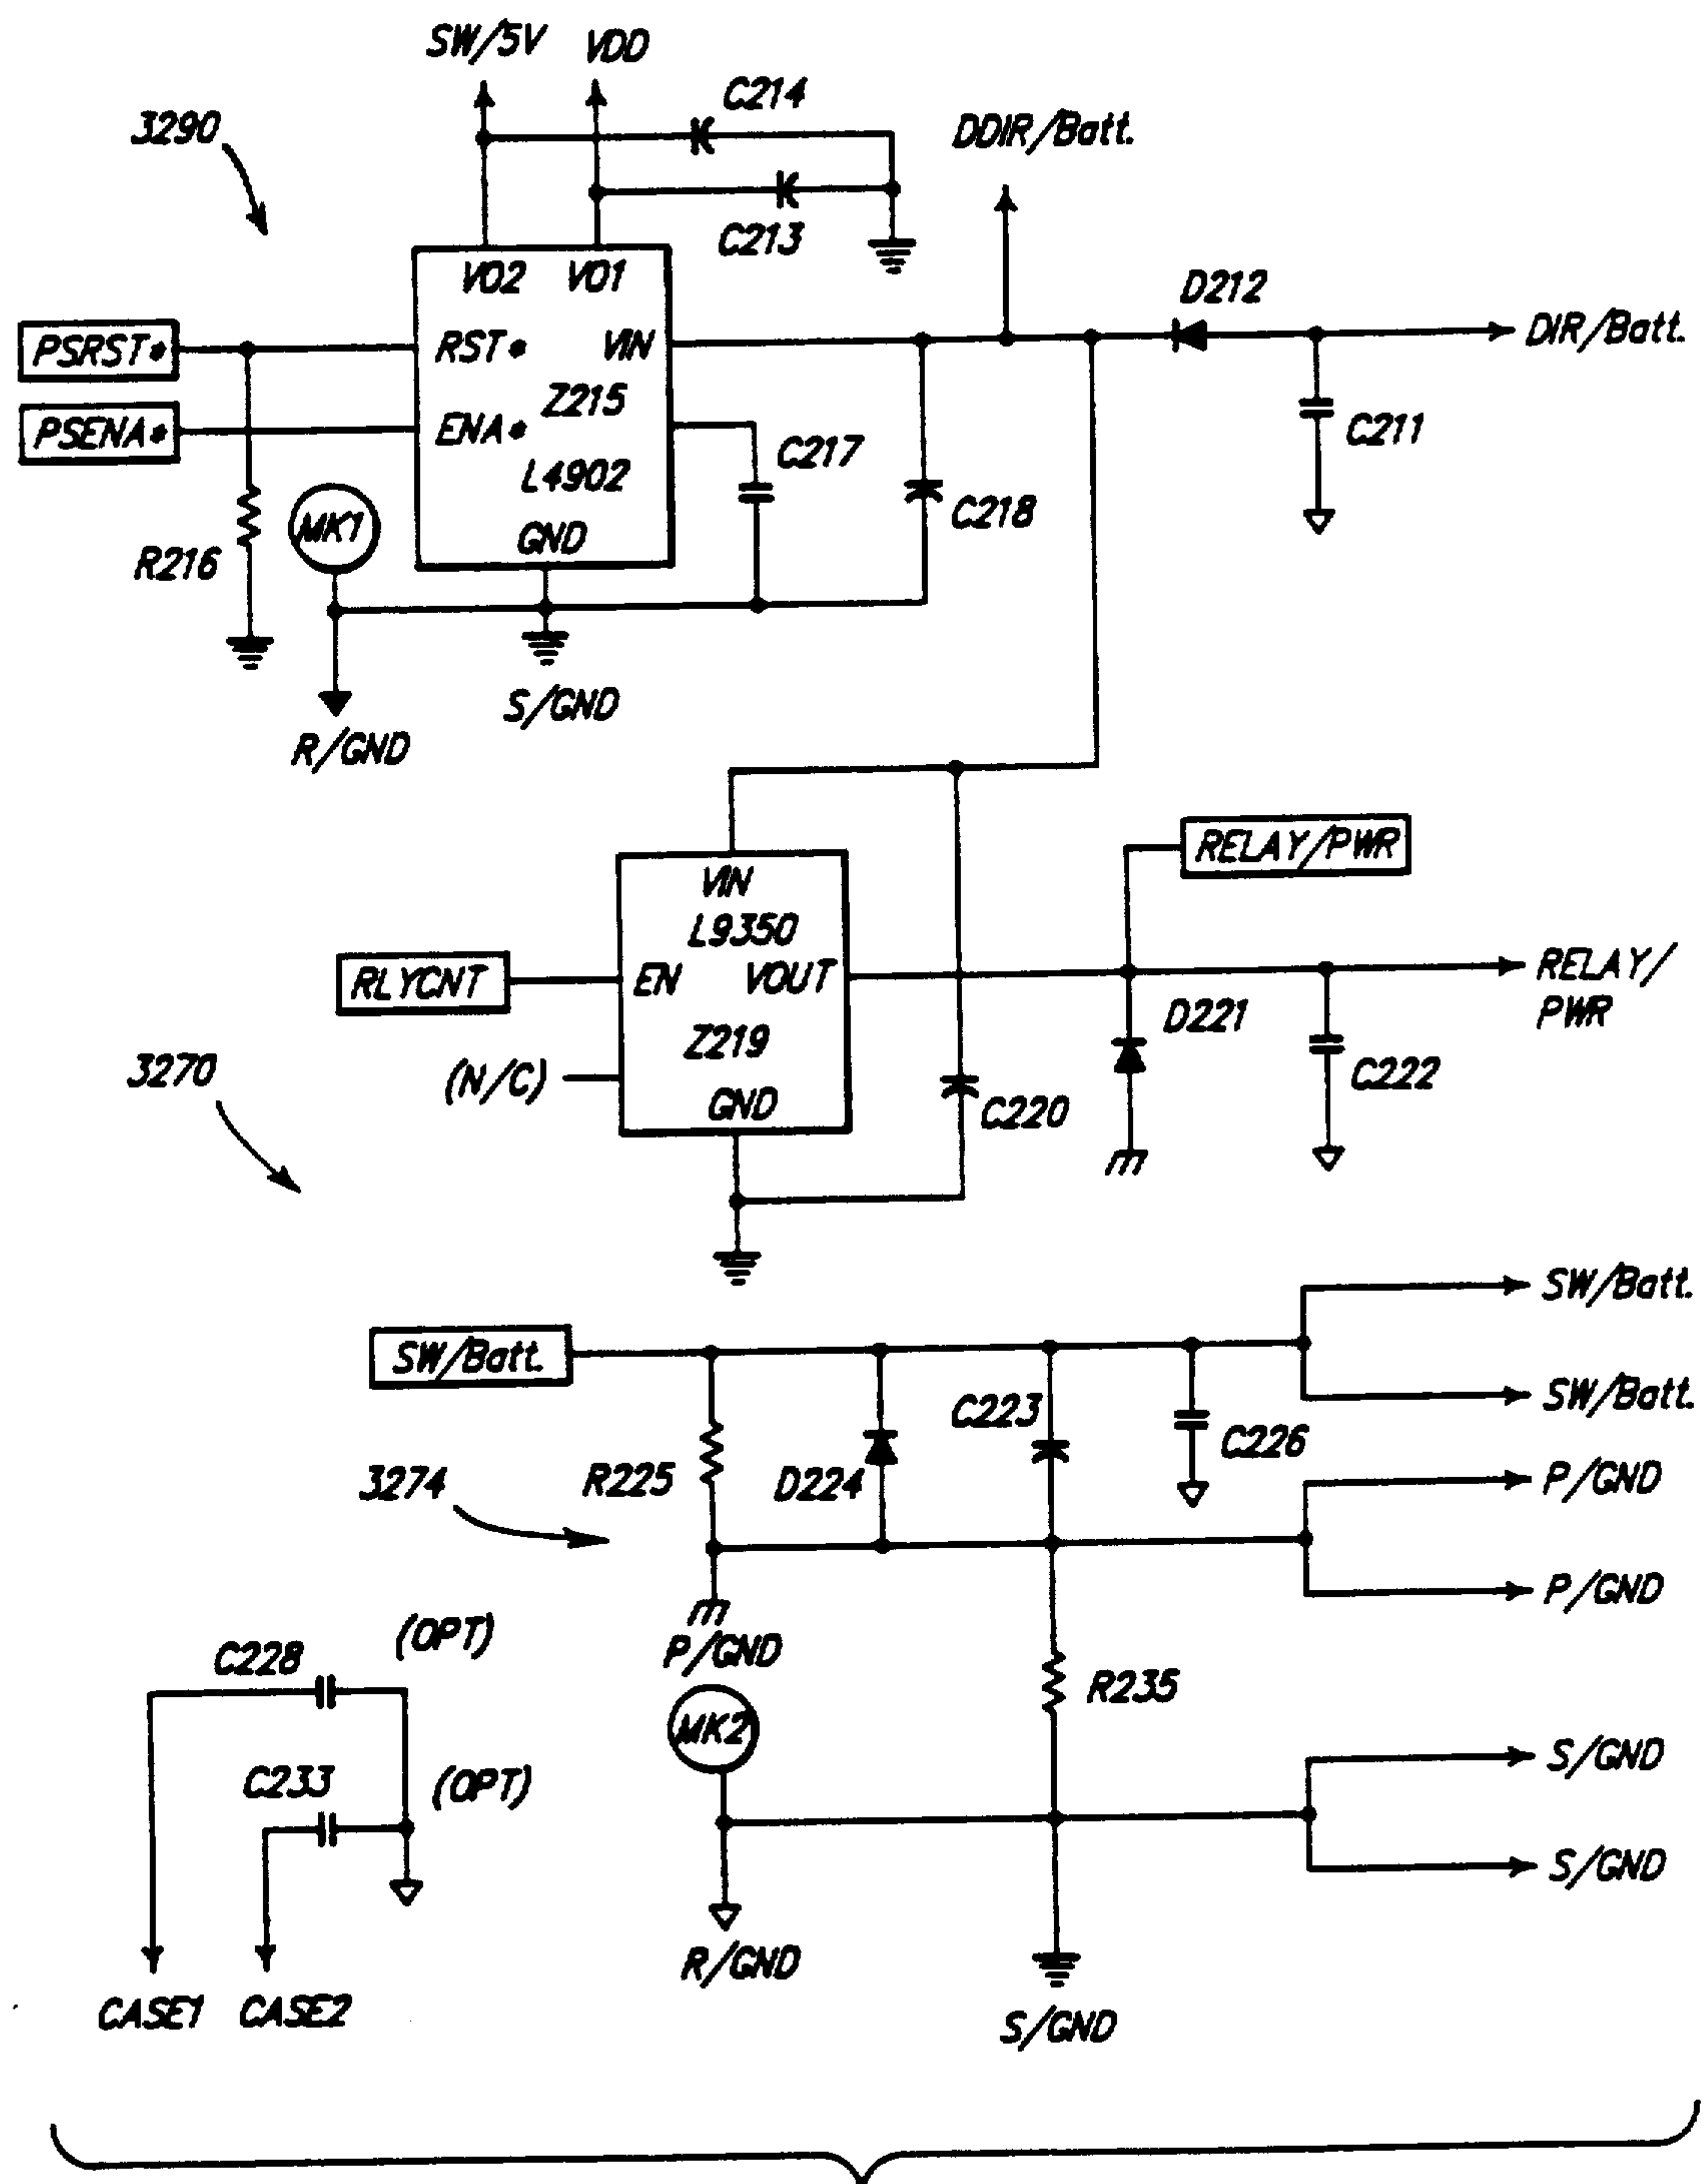 SW/5V VDD
C214
3290
DDIR/Batt.
C213
VO2 VO1
D212
PSRST*
RST* VIN
DIR/Batt.
Z215
PSENA*
ENA*
C211
C217
L4902
C218
MK1
GND
R216
S/GND
R/GND
RELAY/PWR
VIN
L9350
RLYCNT
EN VOUT
RELAY/
PWR
D221
Z219
3270
(N/C)
C222
GND
C220
SW/Batt.
SW/Batt.
SW/Batt.
C223
C226
R225
D224
3274
P/GND
P/GND
P/GND
(OPT)
C228
R235
MK2
S/GND
C233
(OPT)
S/GND
R/GND
CASE1 CASE2
S/GND